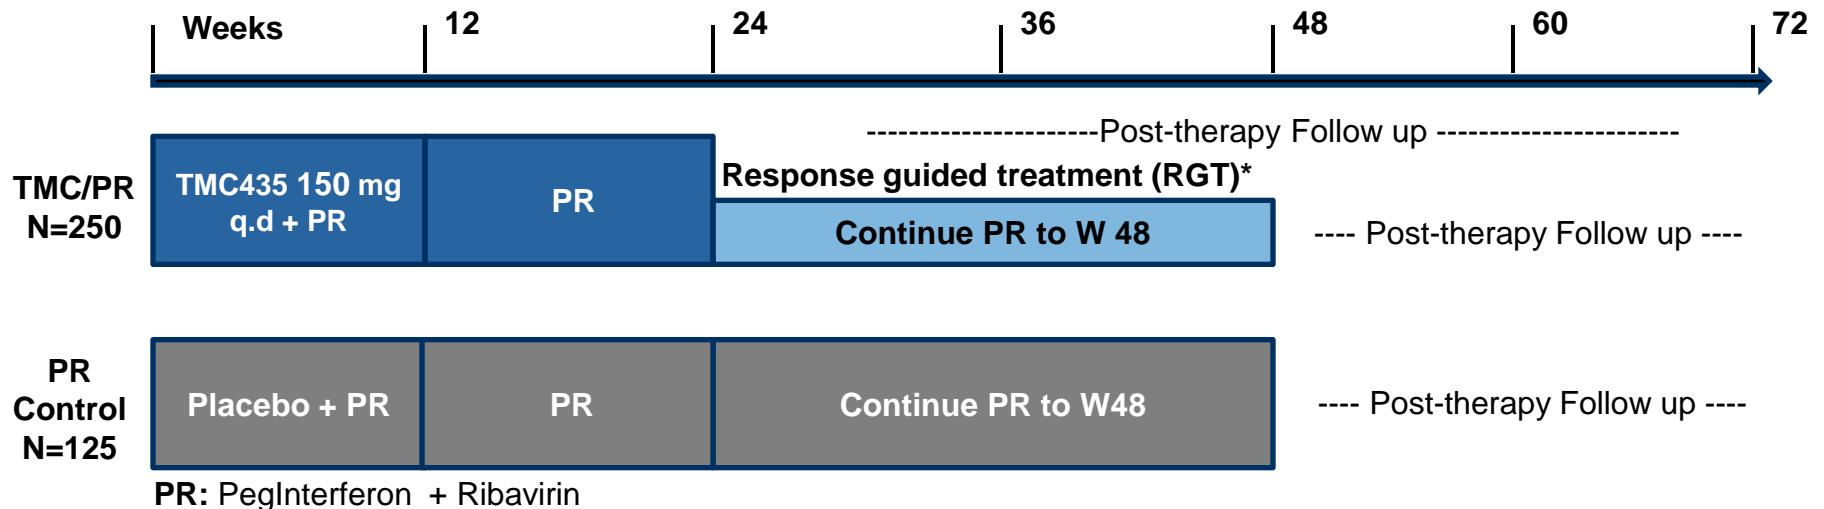 Weeks 12 24 36 48 60 72
----------------------Post-therapy Follow up -----------------------
Response guided treatment (RGT)*
TMC/PR
N=250
TMC435 150 mg
q.d + PR
PR
Continue PR to W 48
---- Post-therapy Follow up ----
PR
Control
N=125
Placebo + PR
PR
Continue PR to W48
---- Post-therapy Follow up ----
PR: PegInterferon + Ribavirin